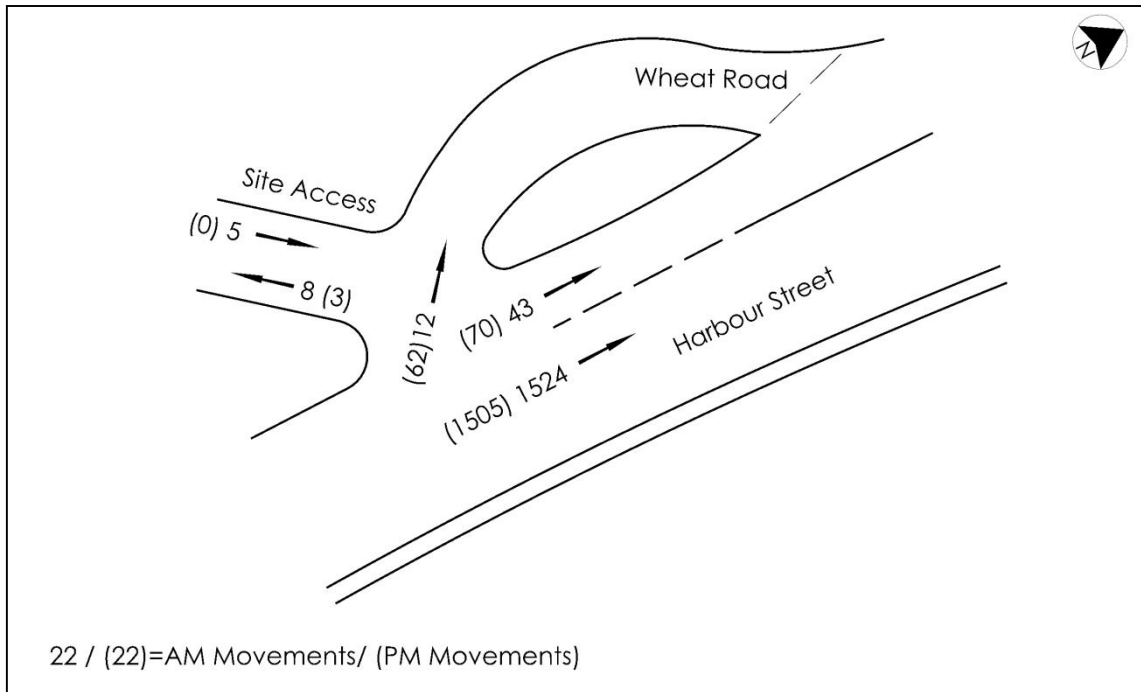 N
Wheat Road
Site Access
(0) 5
8 (3)
(62)12
(70) 43
(1505) 1524
Harbour Street
22 / (22)=AM Movements/ (PM Movements)